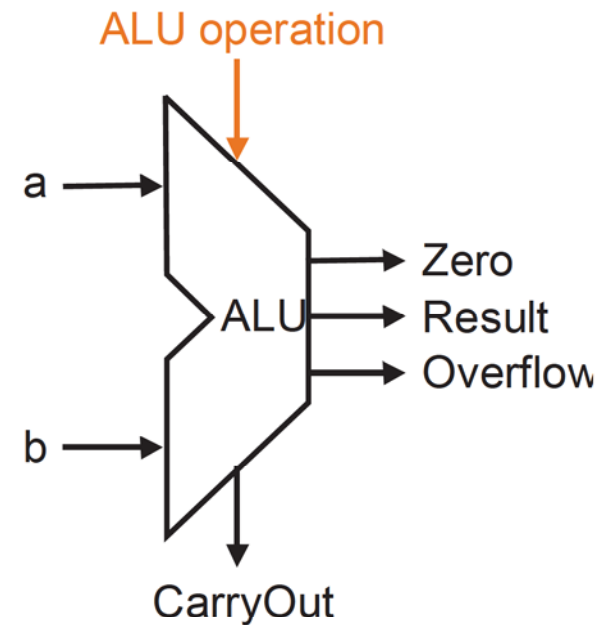 ALU operation
a
Zero
ALU
Result
Overflow
b
CarryOut